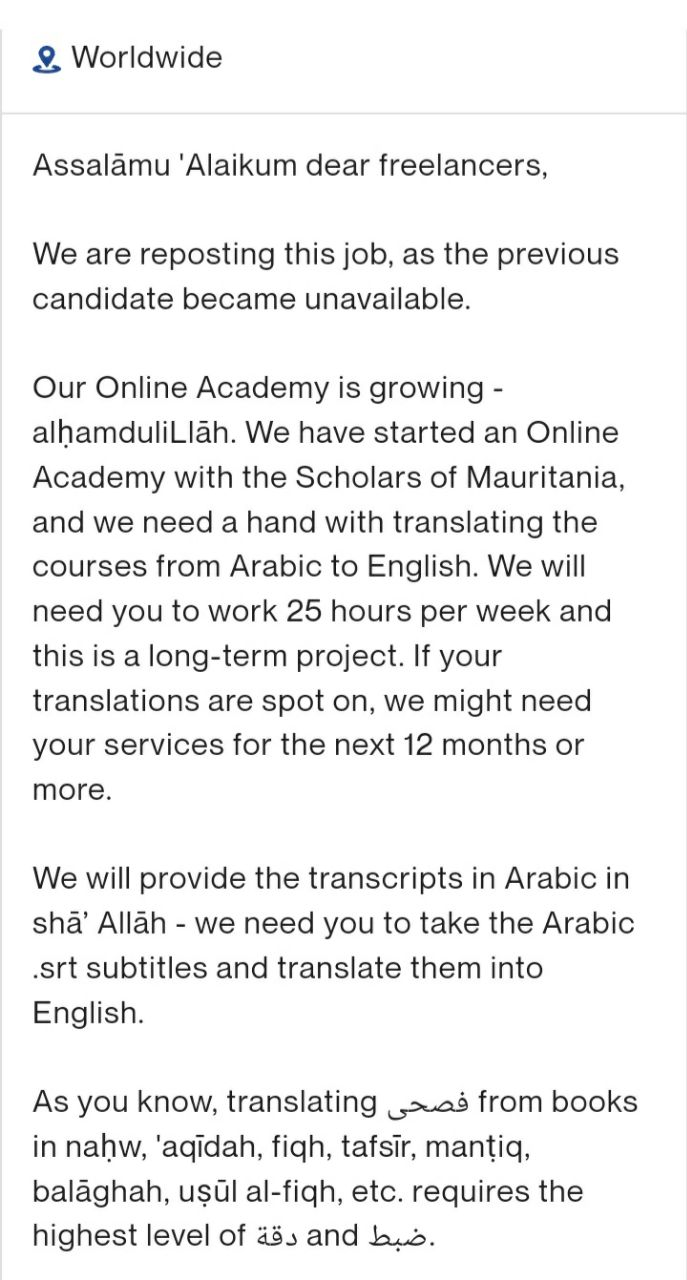 Worldwide
Assalāmu 'Alaikum dear freelancers,
We are reposting this job, as the previous
candidate became unavailable.
Our Online Academy is growing -
alḥamduliLlāh. We have started an Online
Academy with the Scholars of Mauritania,
and we need a hand with translating the
courses from Arabic to English. We will
need you to work 25 hours per week and
this is a long-term project. If your
translations are spot on, we might need
your services for the next 12 months or
more.
We will provide the transcripts in Arabic in
shā’ Allāh - we need you to take the Arabic
.srt subtitles and translate them into
English.
As you know, translating فصحى from books
in naḥw, 'aqīdah, fiqh, tafsīr, manṭiq,
balāghah, uṣūl al-fiqh, etc. requires the
highest level of دقة and ضبط.